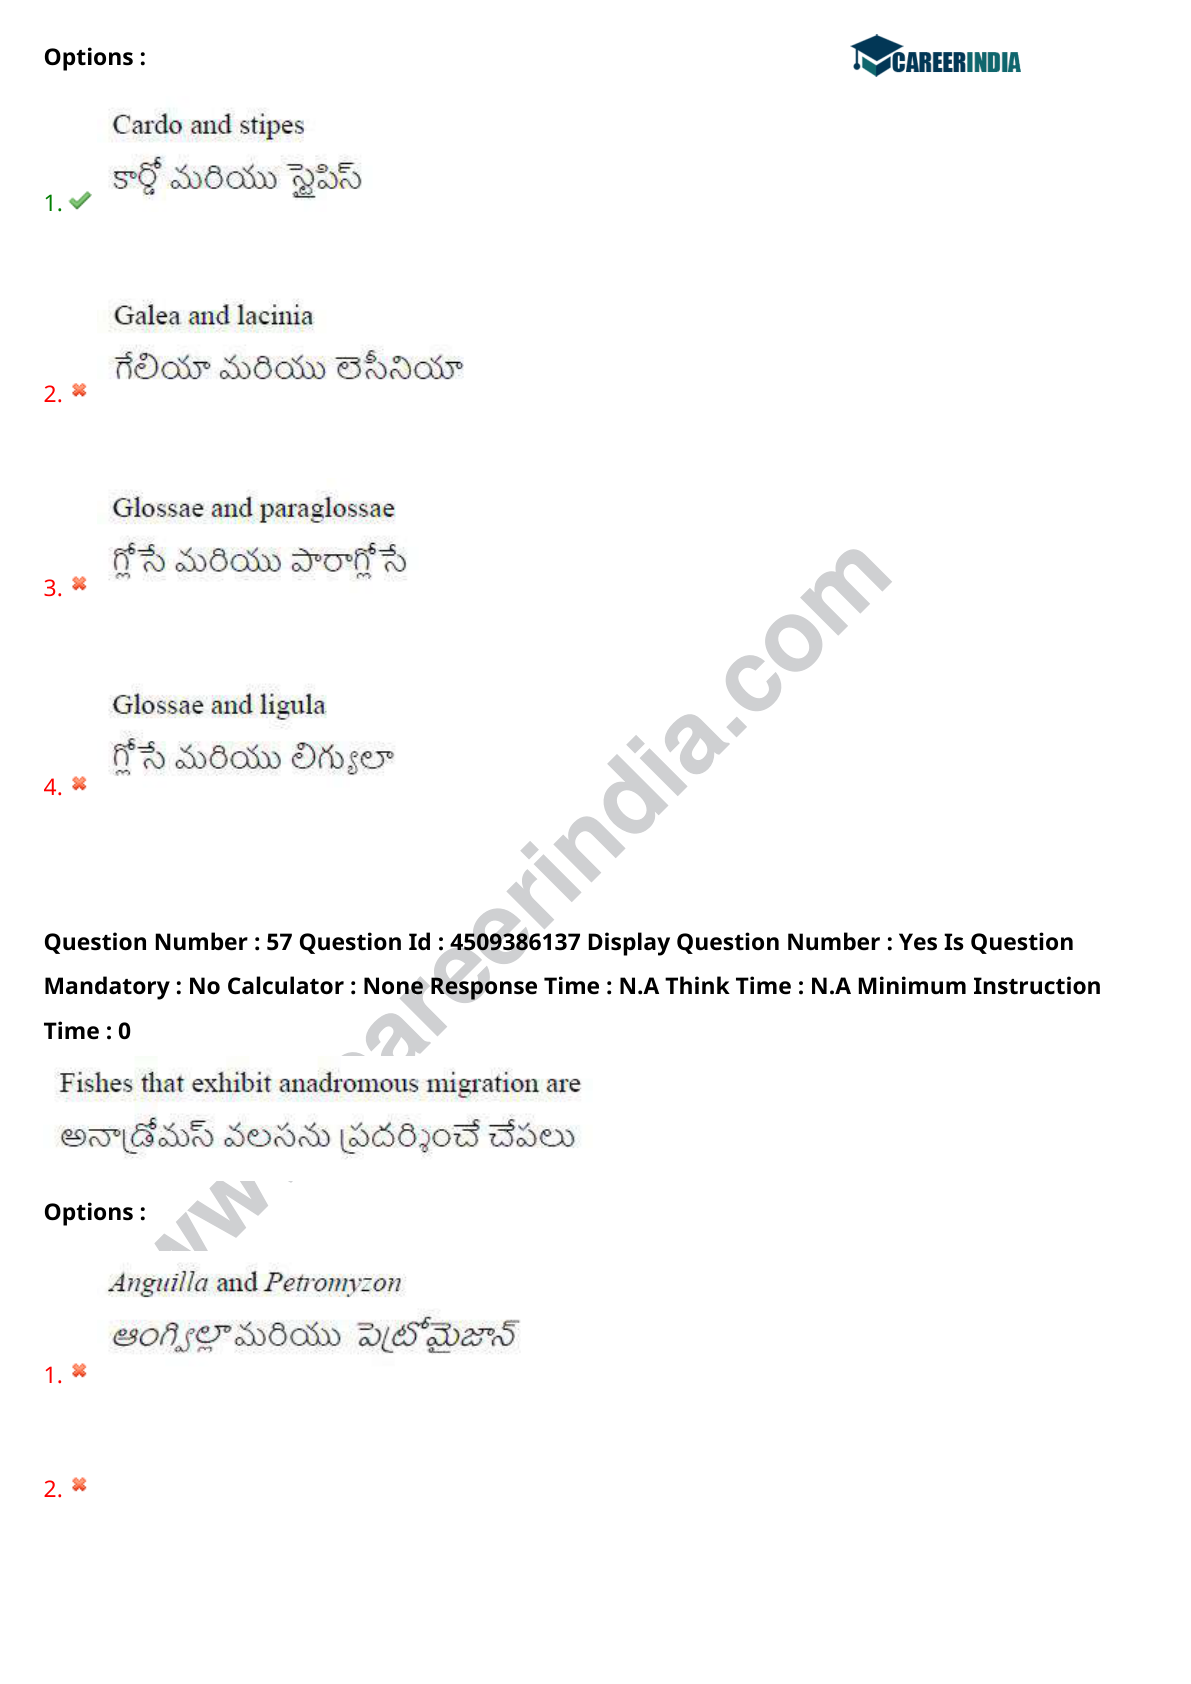 Options :
CAREERINDIA
Cardo and stipes
కార్డో మరియు స్టైపిస్
1.
Galea and lacinia
గేలియా మరియు లెసీనియా
2.
Glossae and paraglossae
గ్లోసే మరియు పారాగ్లోసే
3.
Glossae and ligula
గ్లోసే మరియు లిగ్యులా
4.
Question Number : 57 Question Id : 4509386137 Display Question Number : Yes Is Question
Mandatory : No Calculator : None Response Time : N.A Think Time : N.A Minimum Instruction
Time : 0
Fishes that exhibit anadromous migration are
అనాడ్రోమస్ వలసను ప్రదర్శించే చేపలు
Options :
Anguilla and Petromyzon
ఆంగ్విల్లా మరియు పెట్రోమైజాన్
1.
2.